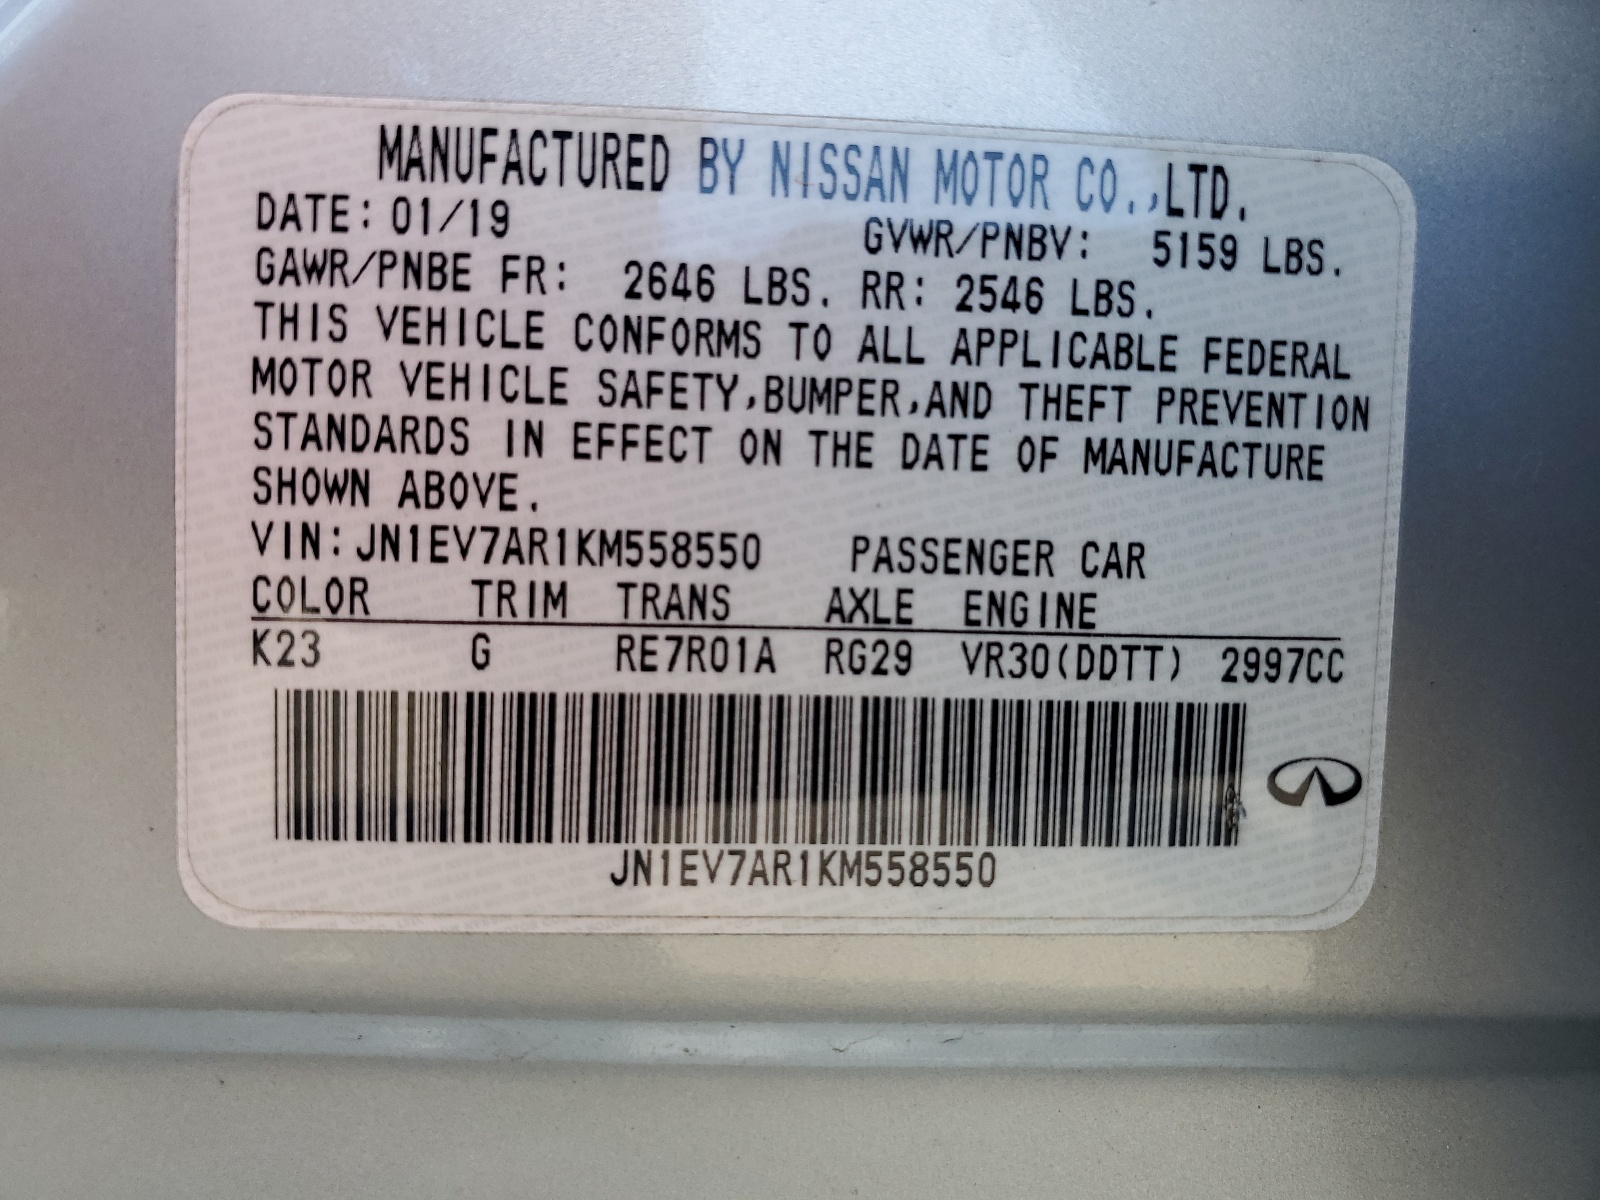 MANUFACTURED BY NISSAN MOTOR CO.,LTD.
DATE: 01/19 GVWR/PNBV: 5159 LBS.
GAWR/PNBE FR: 2646 LBS. RR: 2546 LBS.
THIS VEHICLE CONFORMS TO ALL APPLICABLE FEDERAL
MOTOR VEHICLE SAFETY,BUMPER,AND THEFT PREVENTION
STANDARDS IN EFFECT ON THE DATE OF MANUFACTURE
SHOWN ABOVE.
VIN:JN1EV7AR1KM558550 PASSENGER CAR
COLOR TRIM TRANS AXLE ENGINE
K23 G RE7R01A RG29 VR30(DDTT) 2997CC
JN1EV7AR1KM558550